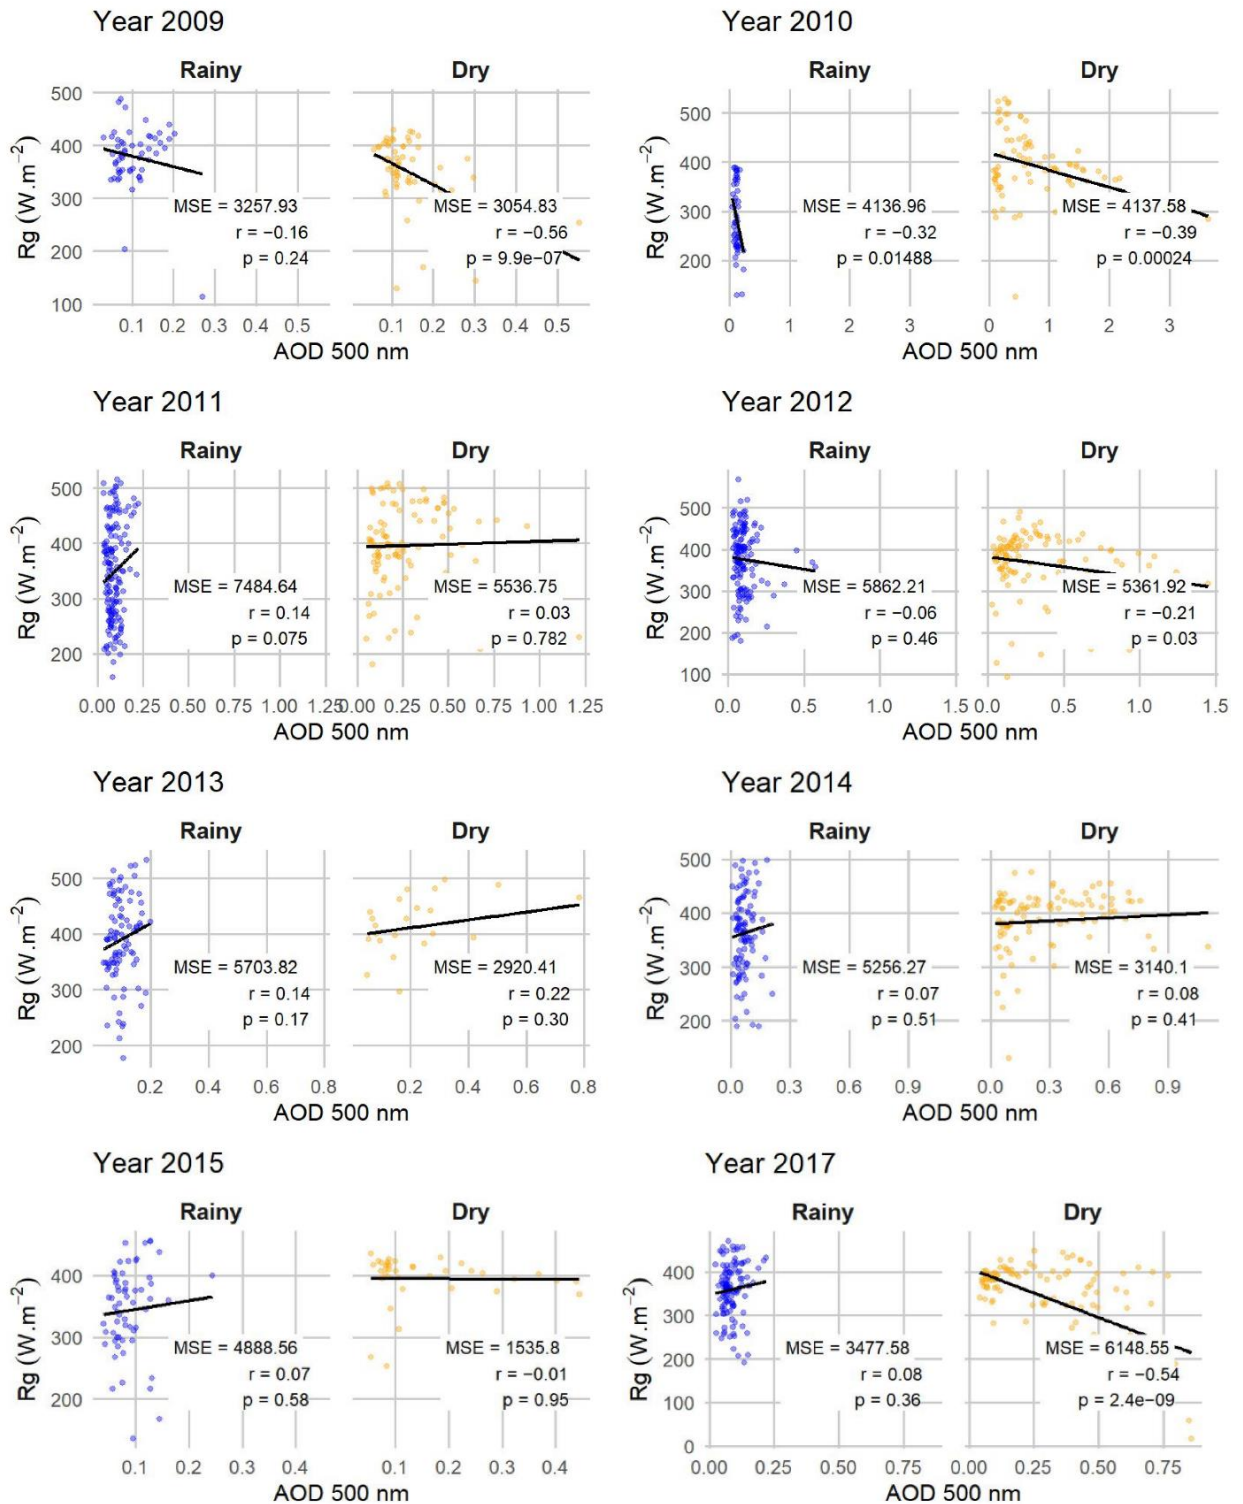 Year 2009
Rainy Dry
Rg (W.m⁻²)
500
400
300
200
100
MSE = 3257.93
r = −0.16
p = 0.24
MSE = 3054.83
r = −0.56
p = 9.9e−07
0.1 0.2 0.3 0.4 0.5 0.1 0.2 0.3 0.4 0.5
AOD 500 nm
Year 2010
Rainy Dry
Rg (W.m⁻²)
500
400
300
200
MSE = 4136.96
r = −0.32
p = 0.01488
MSE = 4137.58
r = −0.39
p = 0.00024
0 1 2 3 0 1 2 3
AOD 500 nm
Year 2011
Rainy Dry
Rg (W.m⁻²)
500
400
300
200
MSE = 7484.64
r = 0.14
p = 0.075
MSE = 5536.75
r = 0.03
p = 0.782
0.00 0.25 0.50 0.75 1.00 1.25 0.00 0.25 0.50 0.75 1.00 1.25
AOD 500 nm
Year 2012
Rainy Dry
Rg (W.m⁻²)
500
400
300
200
100
MSE = 5862.21
r = −0.06
p = 0.46
MSE = 5361.92
r = −0.21
p = 0.03
0.0 0.5 1.0 1.5 0.0 0.5 1.0 1.5
AOD 500 nm
Year 2013
Rainy Dry
Rg (W.m⁻²)
500
400
300
200
MSE = 5703.82
r = 0.14
p = 0.17
MSE = 2920.41
r = 0.22
p = 0.30
0.2 0.4 0.6 0.8 0.2 0.4 0.6 0.8
AOD 500 nm
Year 2014
Rainy Dry
Rg (W.m⁻²)
500
400
300
200
MSE = 5256.27
r = 0.07
p = 0.51
MSE = 3140.1
r = 0.08
p = 0.41
0.0 0.3 0.6 0.9 0.0 0.3 0.6 0.9
AOD 500 nm
Year 2015
Rainy Dry
Rg (W.m⁻²)
400
300
200
MSE = 4888.56
r = 0.07
p = 0.58
MSE = 1535.8
r = −0.01
p = 0.95
0.1 0.2 0.3 0.4 0.1 0.2 0.3 0.4
AOD 500 nm
Year 2017
Rainy Dry
Rg (W.m⁻²)
400
300
200
100
0
MSE = 3477.58
r = 0.08
p = 0.36
MSE = 6148.55
r = −0.54
p = 2.4e−09
0.00 0.25 0.50 0.75 0.00 0.25 0.50 0.75
AOD 500 nm